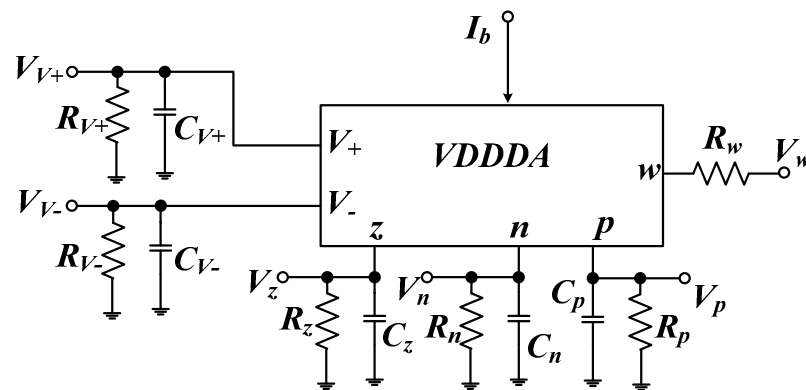 I_b
V_V+
R_V+
C_V+
V_+
VDDDA
R_w
V_w
w
V_V-
V_-
R_V-
C_V-
z
n
p
V_z
V_n
V_p
R_z
C_z
R_n
C_n
C_p
R_p